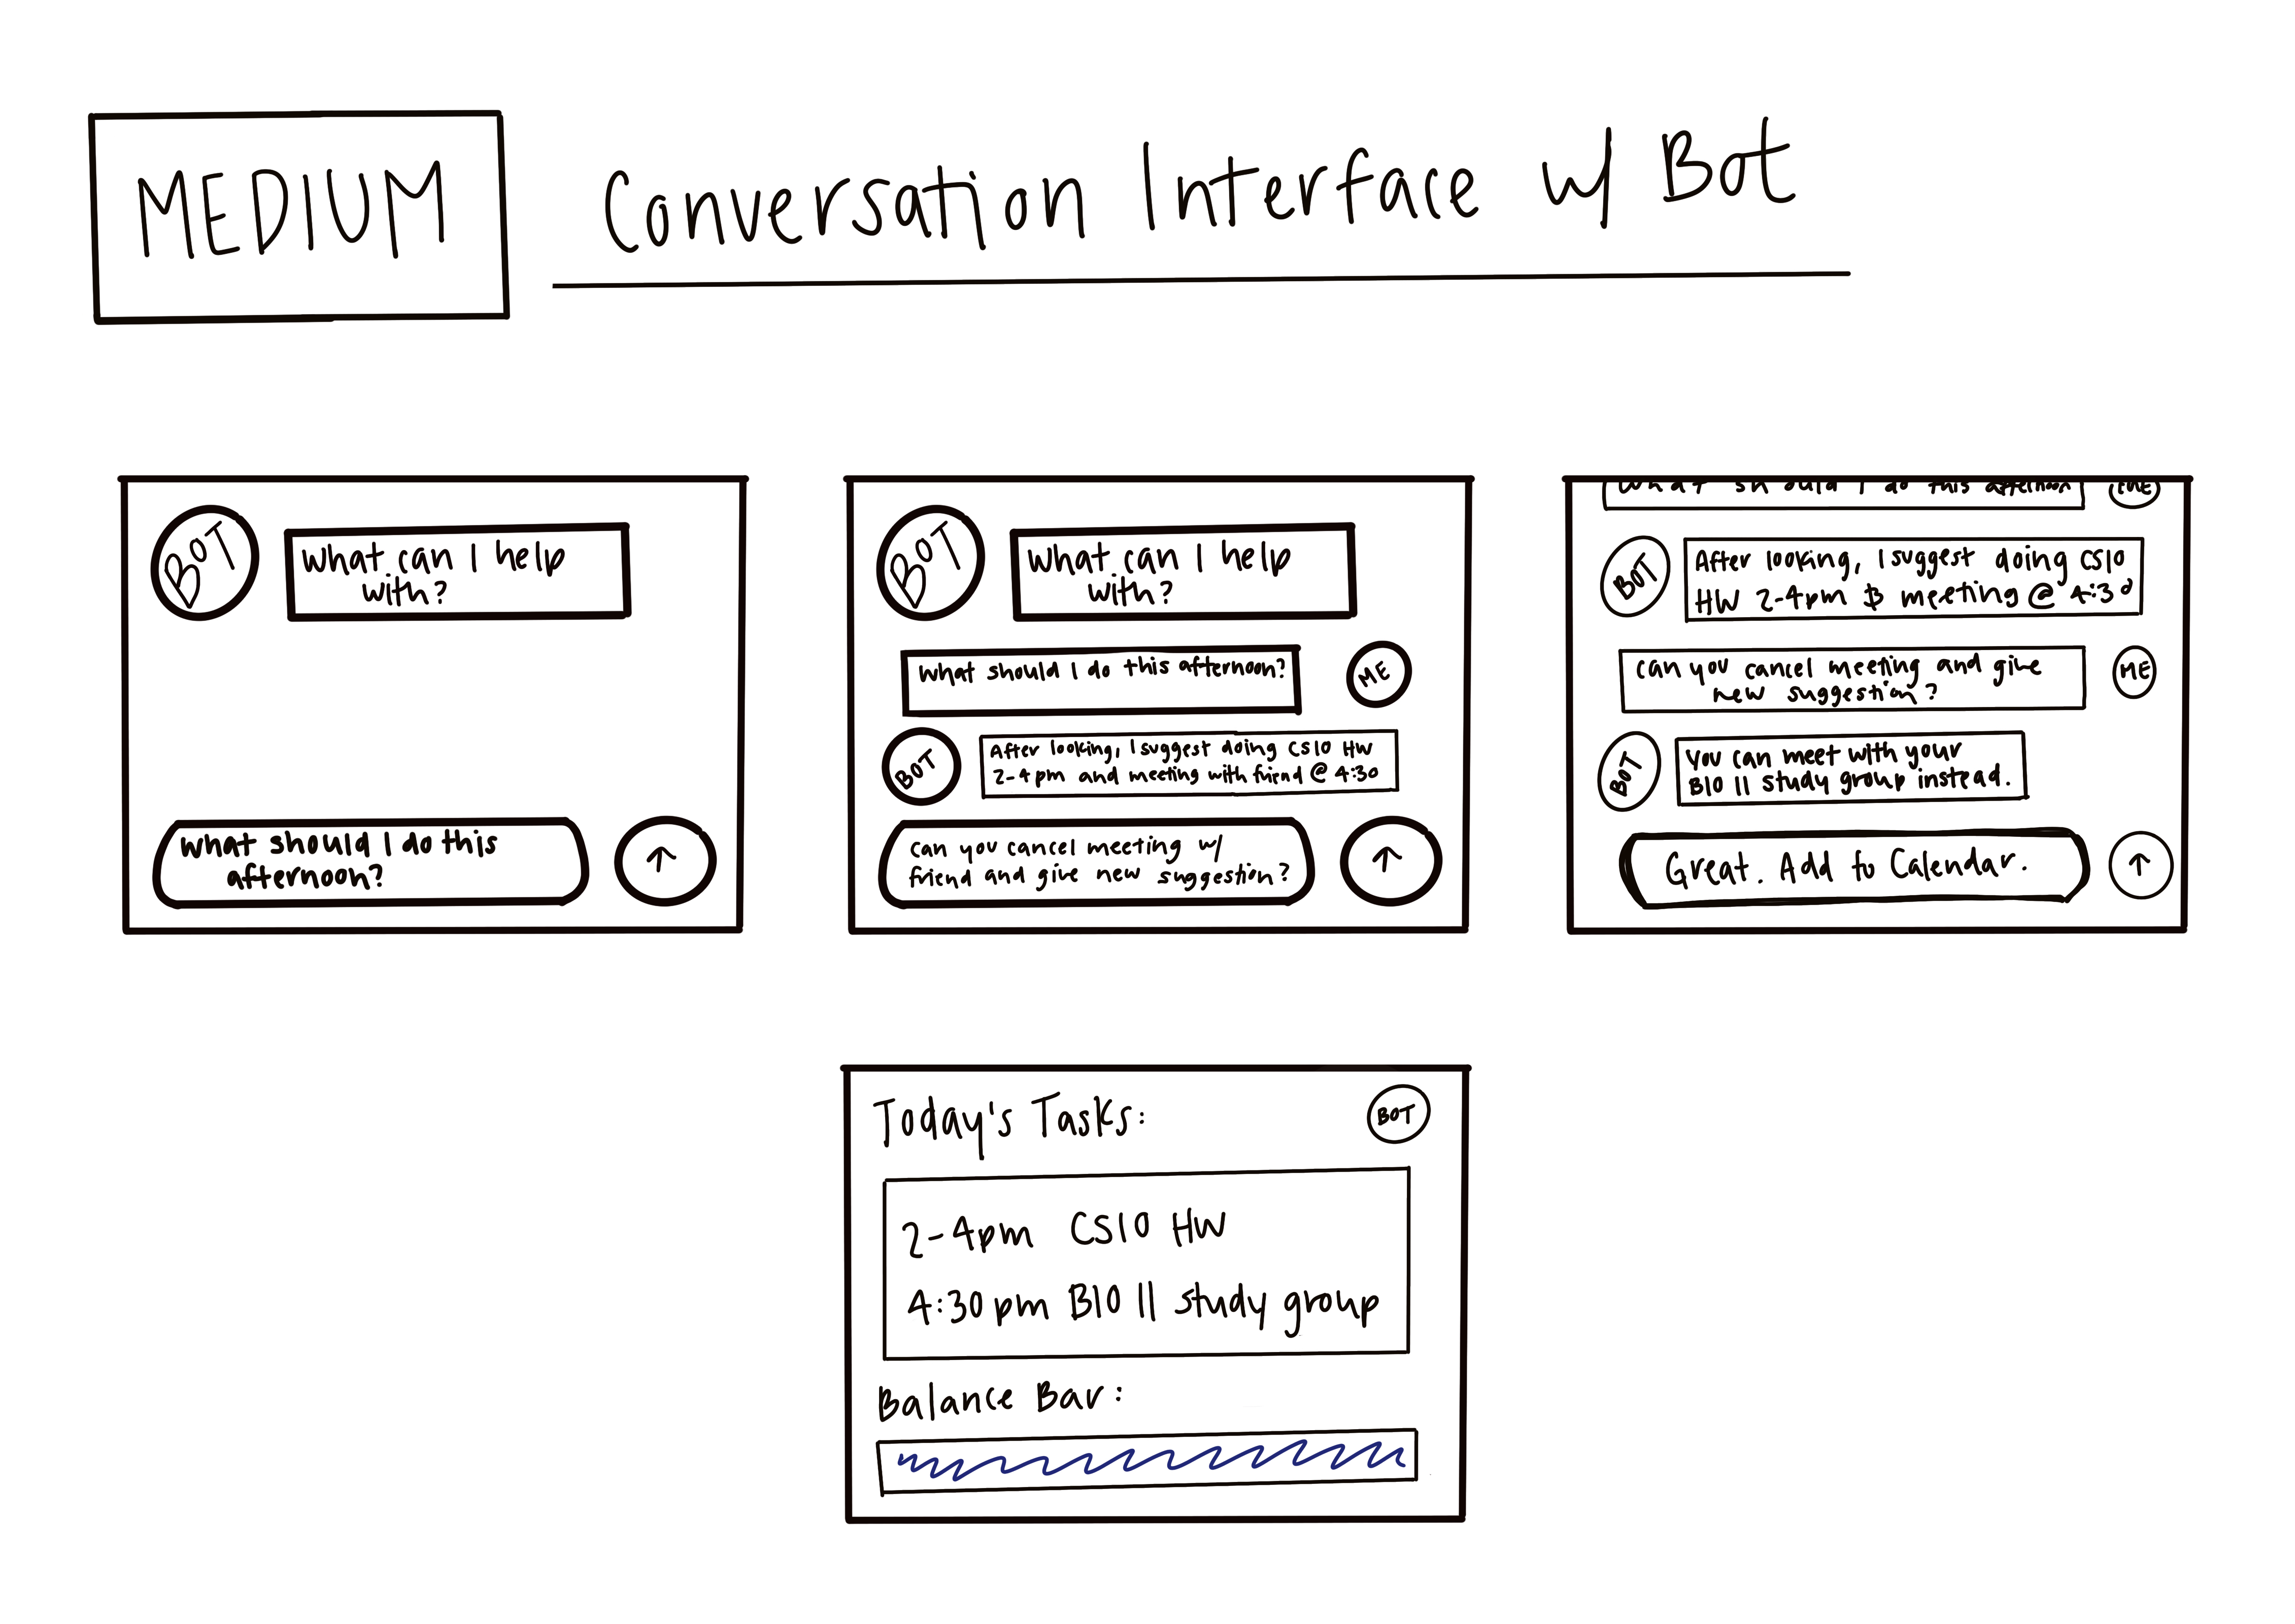 MEDIUM
Conversation Interface w/ Bot
BOT
What can I help
with?
What should I do this
afternoon?
↑
BOT
What can I help
with?
What should I do this afternoon?
ME
BOT
After looking, I suggest doing CS10 HW
2-4pm and meeting with friend @ 4:30
can you cancel meeting w/
friend and give new suggestion?
↑
What should I do this afternoon
ME
BOT
After looking, I suggest doing CS10
HW 2-4pm & meeting @ 4:30
can you cancel meeting and give
new suggestion?
ME
BOT
You can meet with your
BIO 11 study group instead.
Great. Add to Calendar.
↑
Today's Tasks:
BOT
2-4pm CS10 HW
4:30pm BIO 11 study group
Balance Bar: